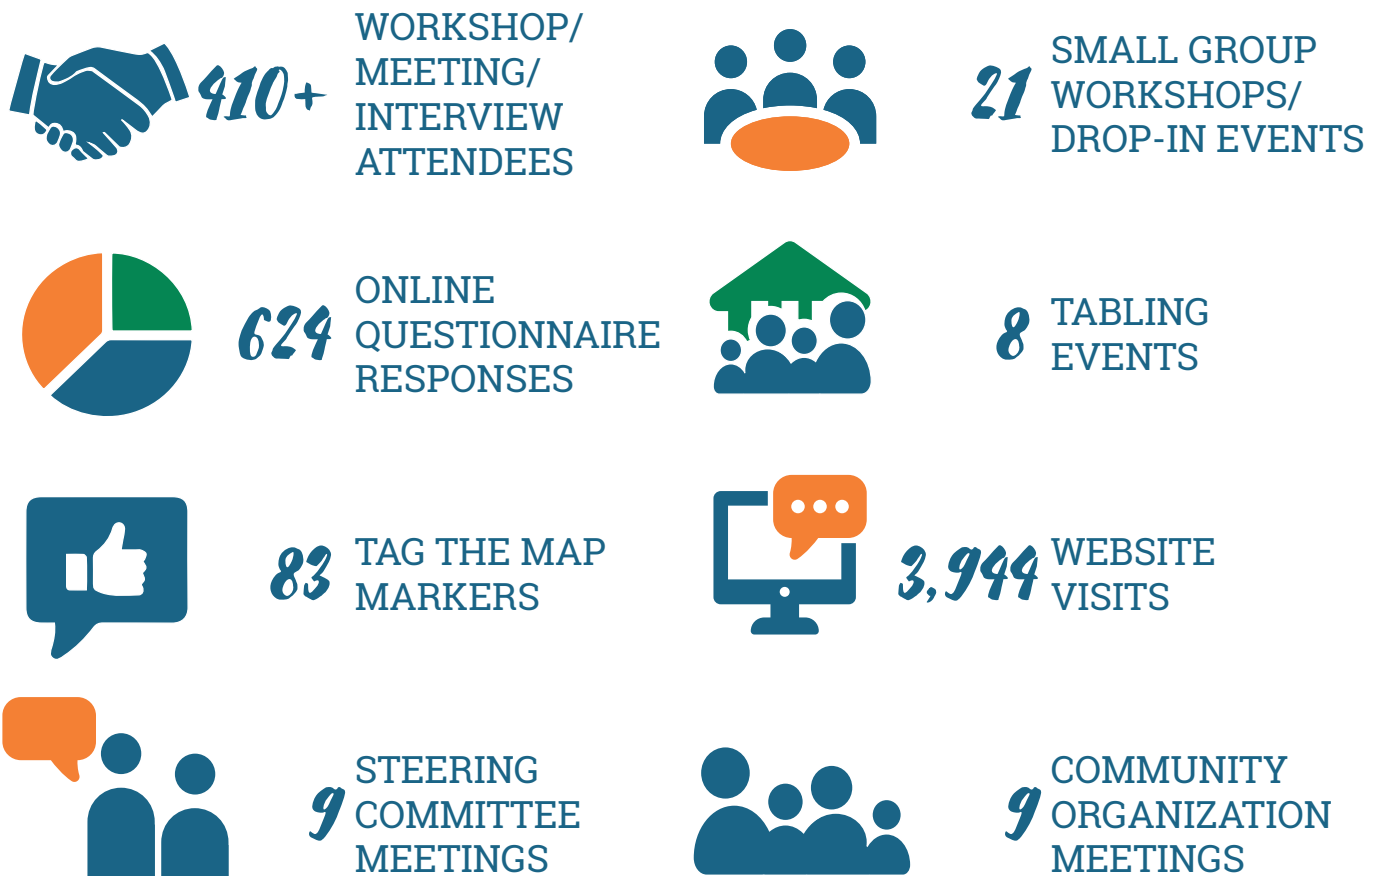 410+
WORKSHOP/
MEETING/
INTERVIEW
ATTENDEES
21
SMALL GROUP
WORKSHOPS/
DROP-IN EVENTS
624
ONLINE
QUESTIONNAIRE
RESPONSES
8
TABLING
EVENTS
83
TAG THE MAP
MARKERS
3,944
WEBSITE
VISITS
9
STEERING
COMMITTEE
MEETINGS
9
COMMUNITY
ORGANIZATION
MEETINGS